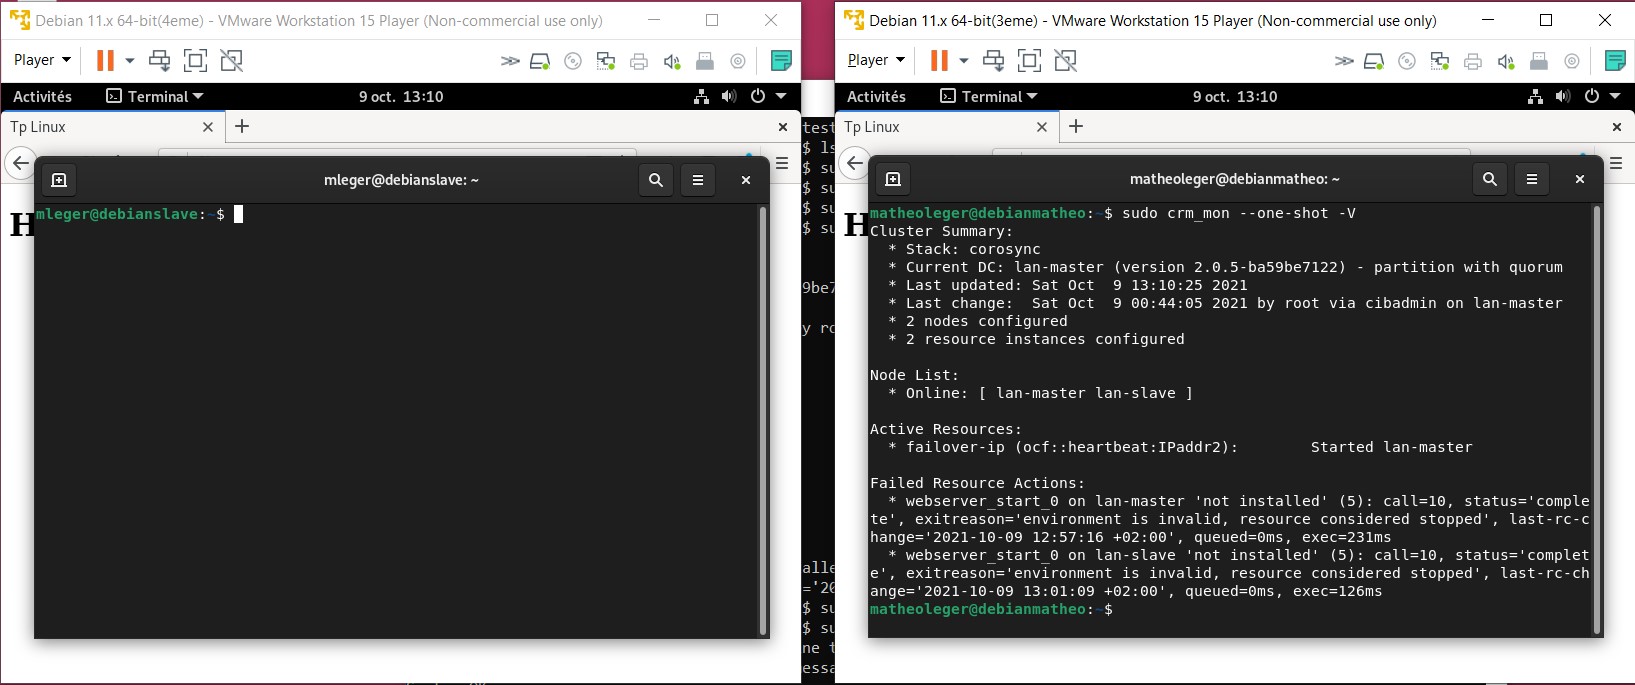 Debian 11.x 64-bit(4eme) - VMware Workstation 15 Player (Non-commercial use only)
Player
Activités
Terminal
9 oct. 13:10
Tp Linux
mleger@debianslave: ~
H
mleger@debianslave:~$
test
$ ls
$ su
$ su
$ su
$ su
9be7
y ro
alle
='20
$ su
$ su
ne t
essa
Debian 11.x 64-bit(3eme) - VMware Workstation 15 Player (Non-commercial use only)
Player
Activités
Terminal
9 oct. 13:10
Tp Linux
matheoleger@debianmatheo: ~
H
matheoleger@debianmatheo:~$ sudo crm_mon --one-shot -V
Cluster Summary:
* Stack: corosync
* Current DC: lan-master (version 2.0.5-ba59be7122) - partition with quorum
* Last updated: Sat Oct  9 13:10:25 2021
* Last change:  Sat Oct  9 00:44:05 2021 by root via cibadmin on lan-master
* 2 nodes configured
* 2 resource instances configured
Node List:
* Online: [ lan-master lan-slave ]
Active Resources:
* failover-ip (ocf::heartbeat:IPaddr2):        Started lan-master
Failed Resource Actions:
* webserver_start_0 on lan-master 'not installed' (5): call=10, status='comple
te', exitreason='environment is invalid, resource considered stopped', last-rc-c
hange='2021-10-09 12:57:16 +02:00', queued=0ms, exec=231ms
* webserver_start_0 on lan-slave 'not installed' (5): call=10, status='complet
e', exitreason='environment is invalid, resource considered stopped', last-rc-ch
ange='2021-10-09 13:01:09 +02:00', queued=0ms, exec=126ms
matheoleger@debianmatheo:~$